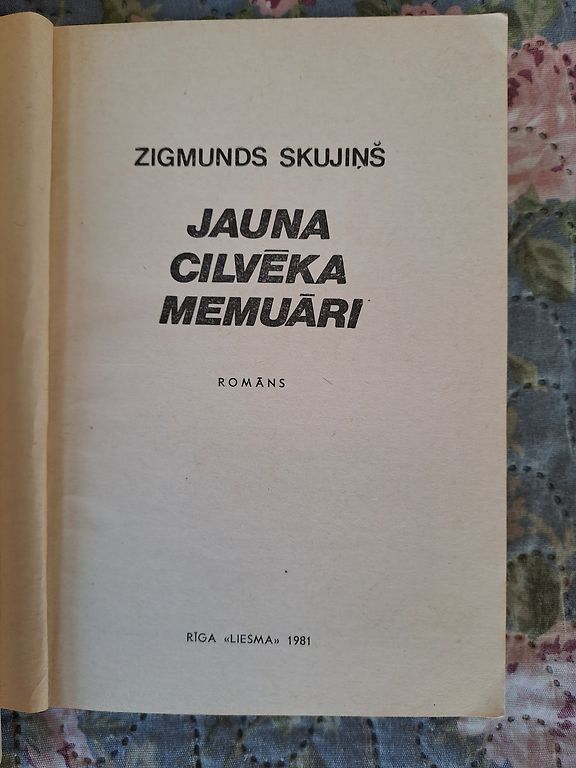 ZIGMUNDS SKUJIŅŠ
JAUNA
CILVĒKA
MEMUĀRI
ROMĀNS
RĪGA «LIESMA» 1981